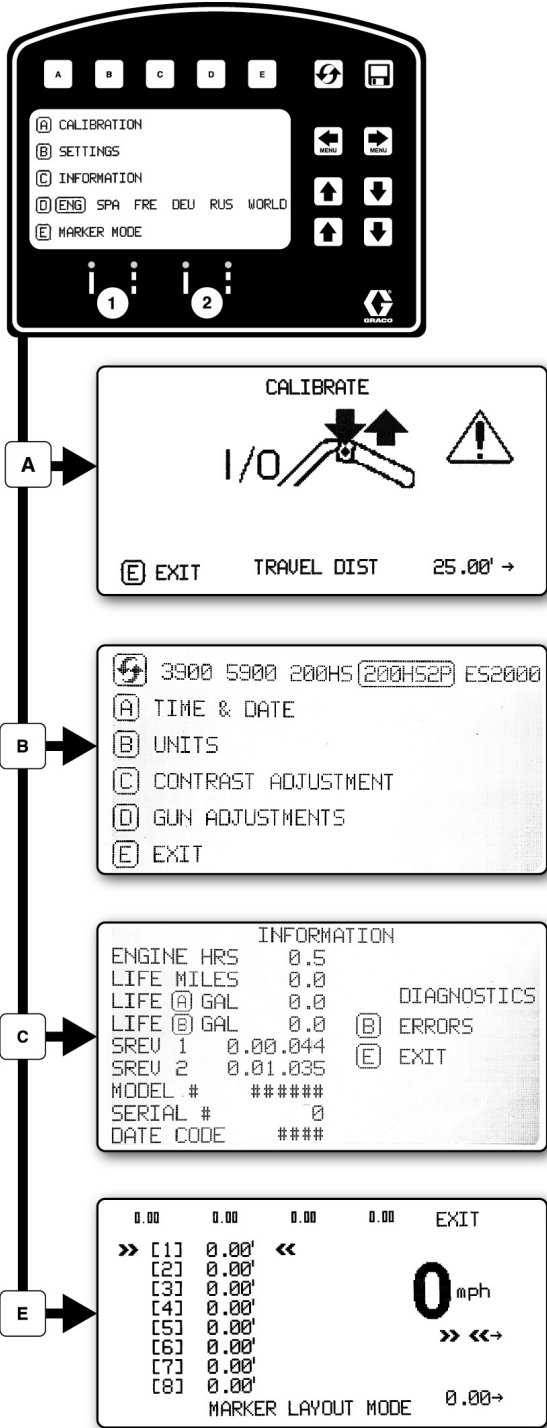 A B C D E
A CALIBRATION
B SETTINGS
C INFORMATION
D ENG SPA FRE DEU RUS WORLD
E MARKER MODE
MENU MENU
1 2
GRACO
A
CALIBRATE
I/O
E EXIT TRAVEL DIST 25.00' →
B
3900 5900 200HS 200HS2P ES2000
A TIME & DATE
B UNITS
C CONTRAST ADJUSTMENT
D GUN ADJUSTMENTS
E EXIT
C
INFORMATION
ENGINE HRS 0.5
LIFE MILES 0.0
LIFE A GAL 0.0 DIAGNOSTICS
LIFE B GAL 0.0 B ERRORS
SREV 1 0.00.044 E EXIT
SREV 2 0.01.035
MODEL # ######
SERIAL # 0
DATE CODE ####
E
0.00 0.00 0.00 0.00 EXIT
» [1] 0.00' «
[2] 0.00'
[3] 0.00'
[4] 0.00' 0 mph
[5] 0.00'
[6] 0.00' » «→
[7] 0.00'
[8] 0.00'
MARKER LAYOUT MODE 0.00→